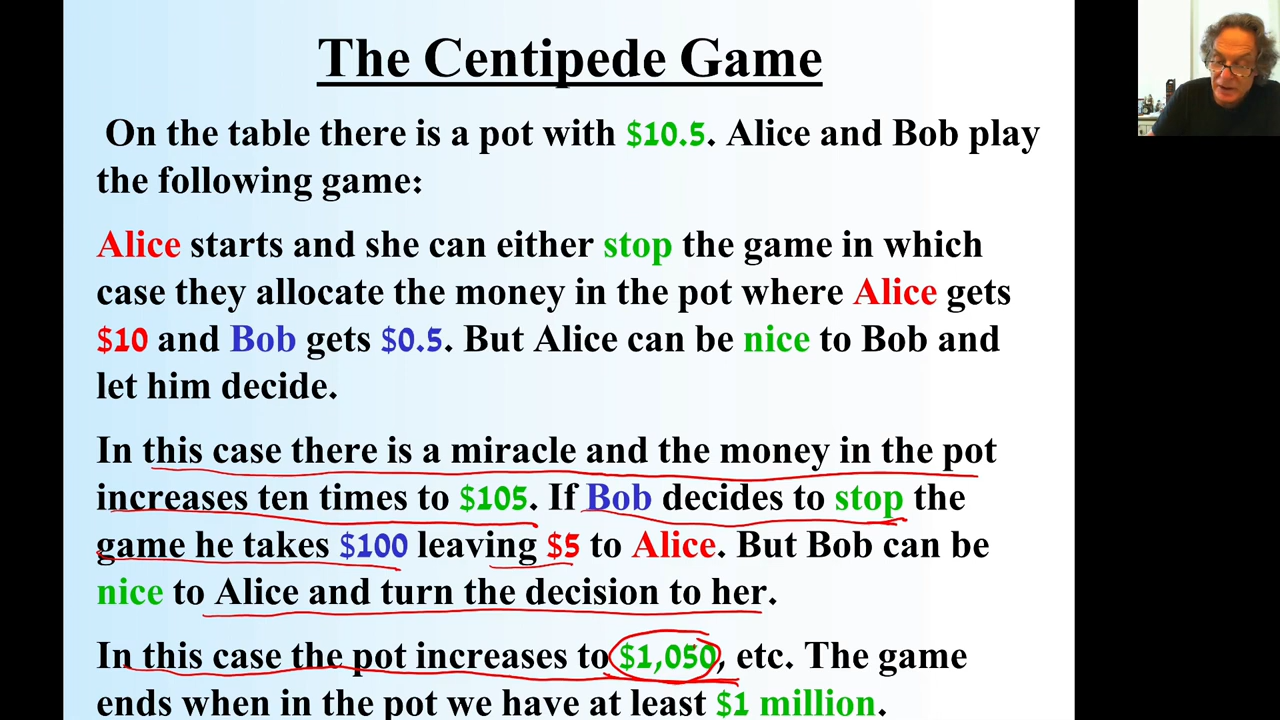 The Centipede Game
On the table there is a pot with $10.5. Alice and Bob play
the following game:
Alice starts and she can either stop the game in which
case they allocate the money in the pot where Alice gets
$10 and Bob gets $0.5. But Alice can be nice to Bob and
let him decide.
In this case there is a miracle and the money in the pot
increases ten times to $105. If Bob decides to stop the
game he takes $100 leaving $5 to Alice. But Bob can be
nice to Alice and turn the decision to her.
In this case the pot increases to $1,050, etc. The game
ends when in the pot we have at least $1 million.